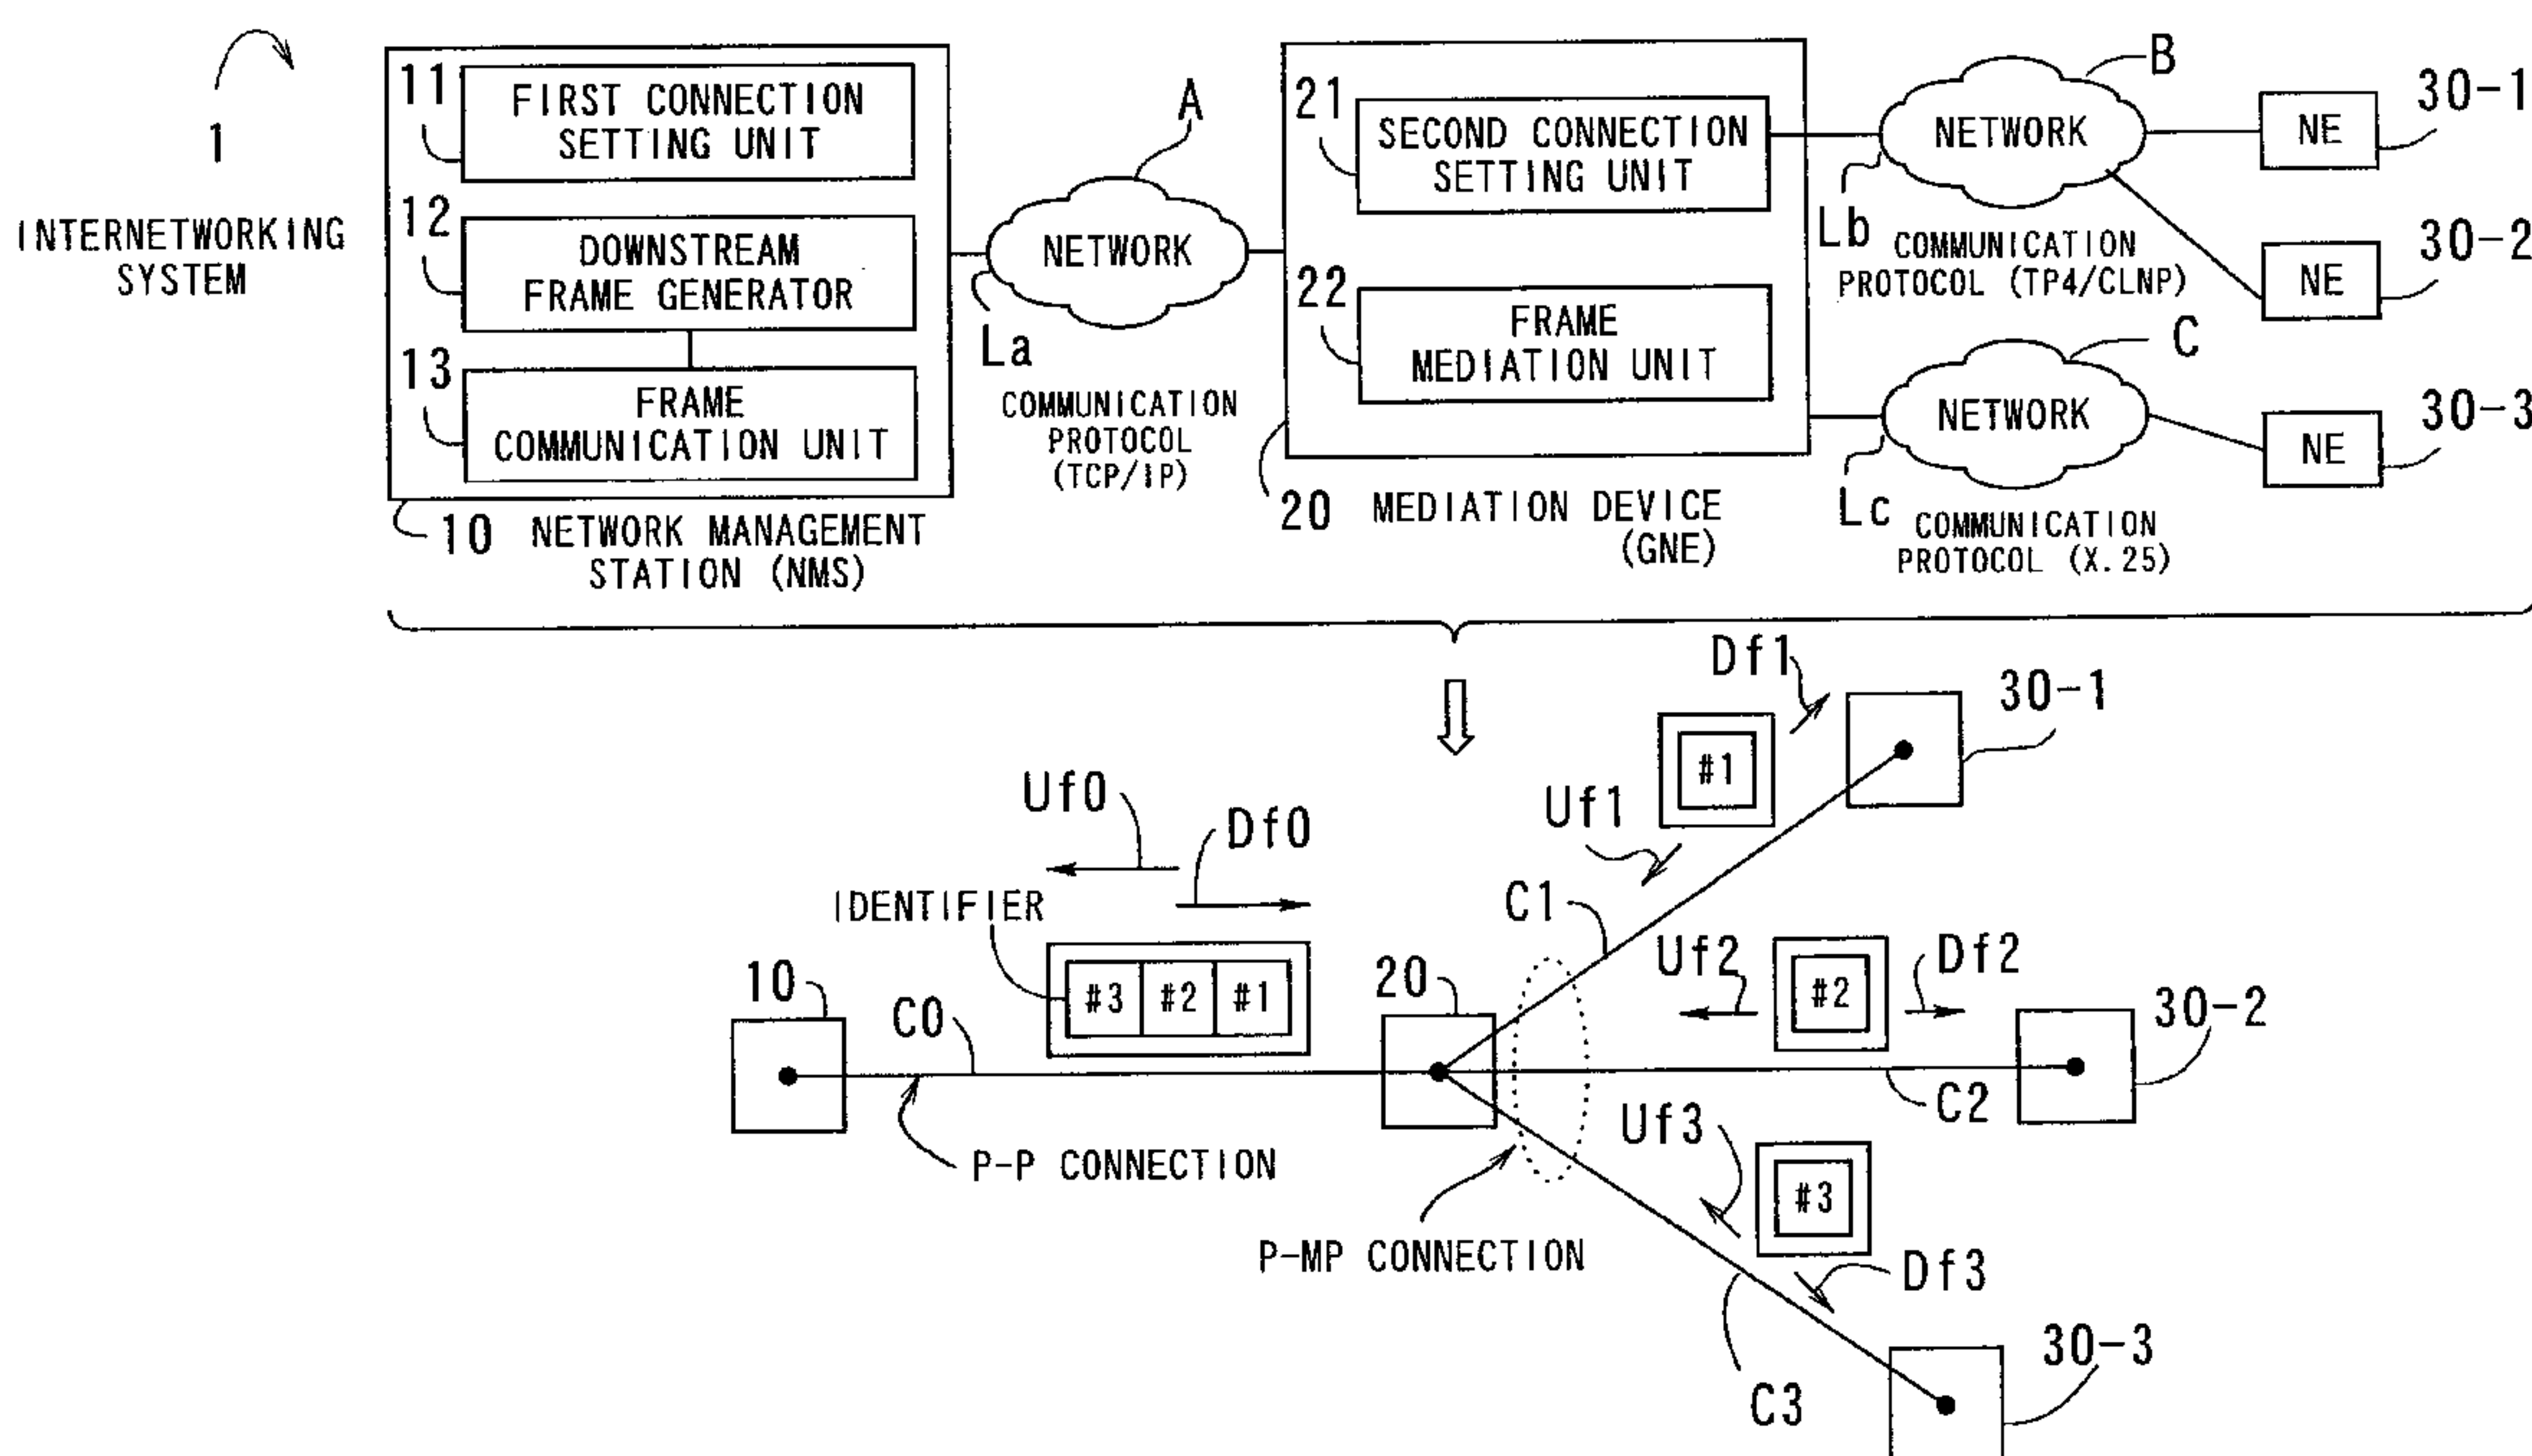 1
INTERNETWORKING
SYSTEM
11
FIRST CONNECTION
SETTING UNIT
12
DOWNSTREAM
FRAME GENERATOR
13
FRAME
COMMUNICATION UNIT
10 NETWORK MANAGEMENT
STATION (NMS)
A
NETWORK
La
COMMUNICATION
PROTOCOL
(TCP/IP)
21
SECOND CONNECTION
SETTING UNIT
22
FRAME
MEDIATION UNIT
20 MEDIATION DEVICE
(GNE)
B
NETWORK
Lb COMMUNICATION
PROTOCOL (TP4/CLNP)
C
NETWORK
Lc COMMUNICATION
PROTOCOL (X.25)
NE
30-1
NE
30-2
NE
30-3
Df1
30-1
#1
Uf1
Uf0
Df0
IDENTIFIER
C1
#3 #2 #1
10
C0
20
Uf2
#2
Df2
30-2
C2
P-P CONNECTION
Uf3
#3
P-MP CONNECTION
Df3
C3
30-3